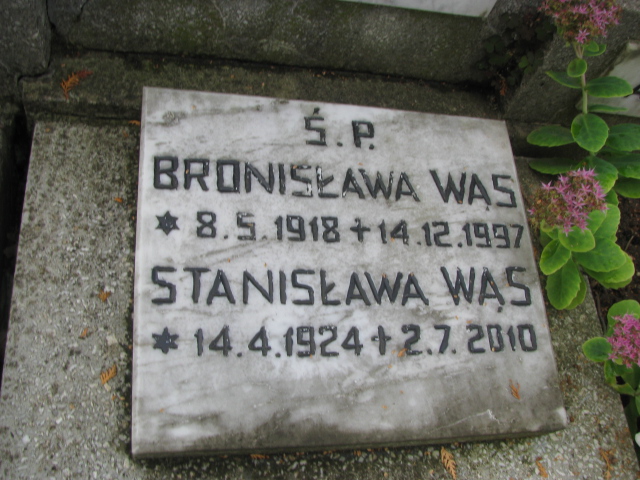 Ś.P.
BRONISŁAWA WĄS
* 8.5.1918 + 14.12.1997
STANISŁAWA WĄS
* 14.4.1924 + 2.7.2010